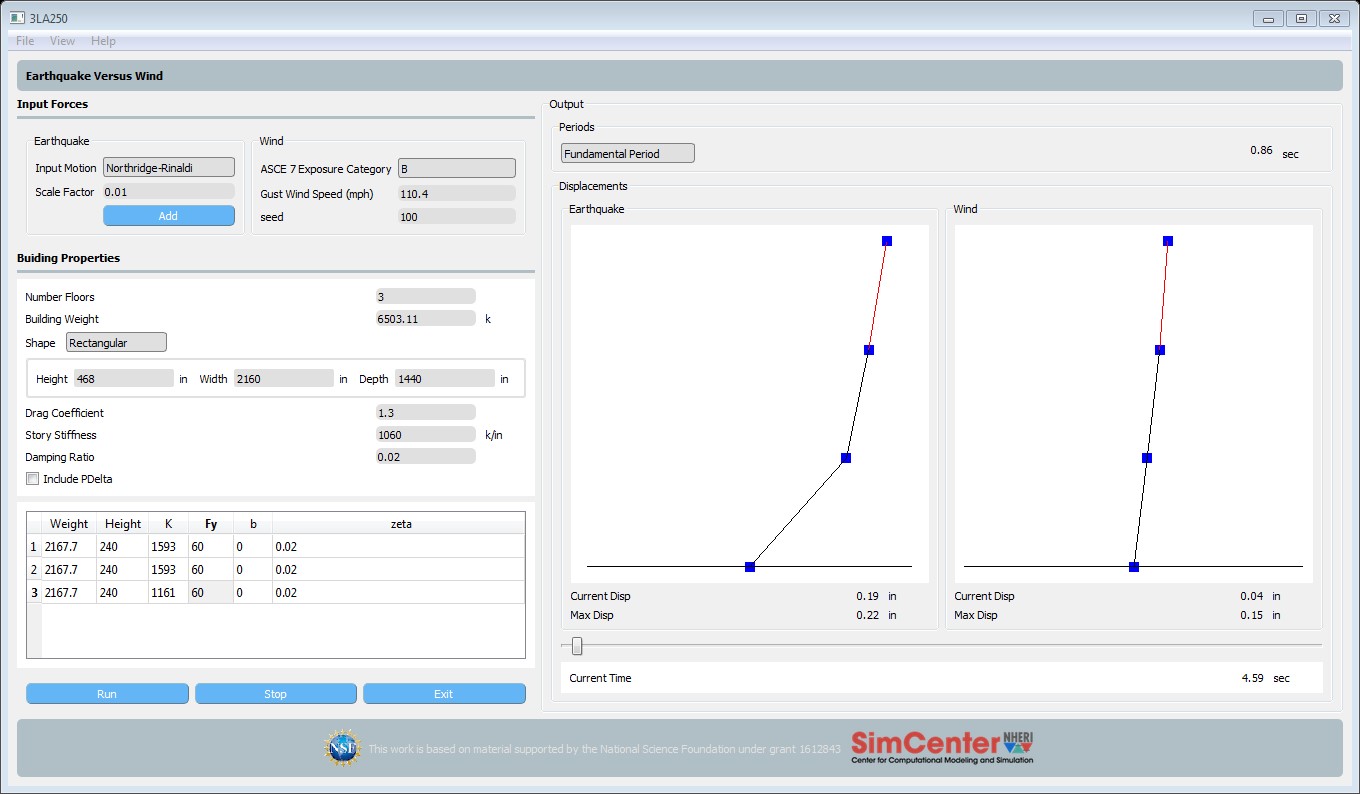 3LA250
File View Help
Earthquake Versus Wind
Input Forces
Earthquake
Input Motion Northridge-Rinaldi
Scale Factor 0.01
Add
Wind
ASCE 7 Exposure Category B
Gust Wind Speed (mph) 110.4
seed 100
Buiding Properties
Number Floors 3
Building Weight 6503.11 k
Shape Rectangular
Height 468 in Width 2160 in Depth 1440 in
Drag Coefficient 1.3
Story Stiffness 1060 k/in
Damping Ratio 0.02
Include PDelta
Weight Height K Fy b zeta
1 2167.7 240 1593 60 0 0.02
2 2167.7 240 1593 60 0 0.02
3 2167.7 240 1161 60 0 0.02
Run Stop Exit
Output
Periods
Fundamental Period 0.86 sec
Displacements
Earthquake
Current Disp 0.19 in
Max Disp 0.22 in
Wind
Current Disp 0.04 in
Max Disp 0.15 in
Current Time 4.59 sec
NSF This work is based on material supported by the National Science Foundation under grant 1612843
SimCenter NHERI
Center for Computational Modeling and Simulation